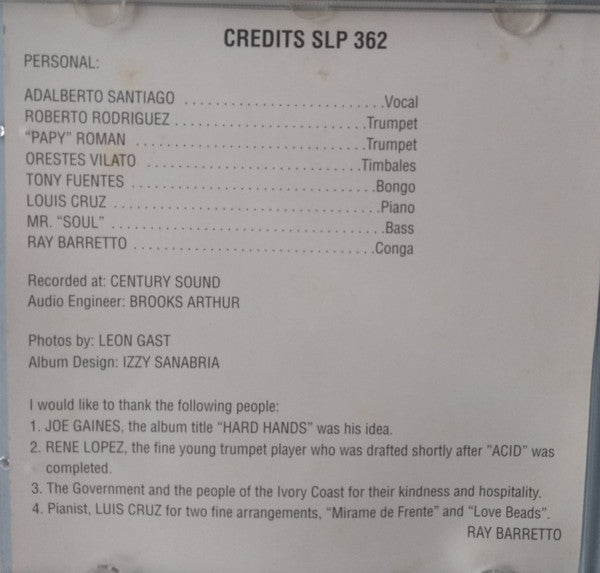 CREDITS SLP 362
PERSONAL:
ADALBERTO SANTIAGO ........................Vocal
ROBERTO RODRIGUEZ ........................Trumpet
"PAPY" ROMAN ................................Trumpet
ORESTES VILATO ...........................Timbales
TONY FUENTES ..............................Bongo
LOUIS CRUZ .................................Piano
MR. "SOUL" ..................................Bass
RAY BARRETTO ..............................Conga
Recorded at: CENTURY SOUND
Audio Engineer: BROOKS ARTHUR
Photos by: LEON GAST
Album Design: IZZY SANABRIA
I would like to thank the following people:
1. JOE GAINES, the album title "HARD HANDS" was his idea.
2. RENE LOPEZ, the fine young trumpet player who was drafted shortly after "ACID" was
completed.
3. The Government and the people of the Ivory Coast for their kindness and hospitality.
4. Pianist, LUIS CRUZ for two fine arrangements, "Mirame de Frente" and "Love Beads".
RAY BARRETTO